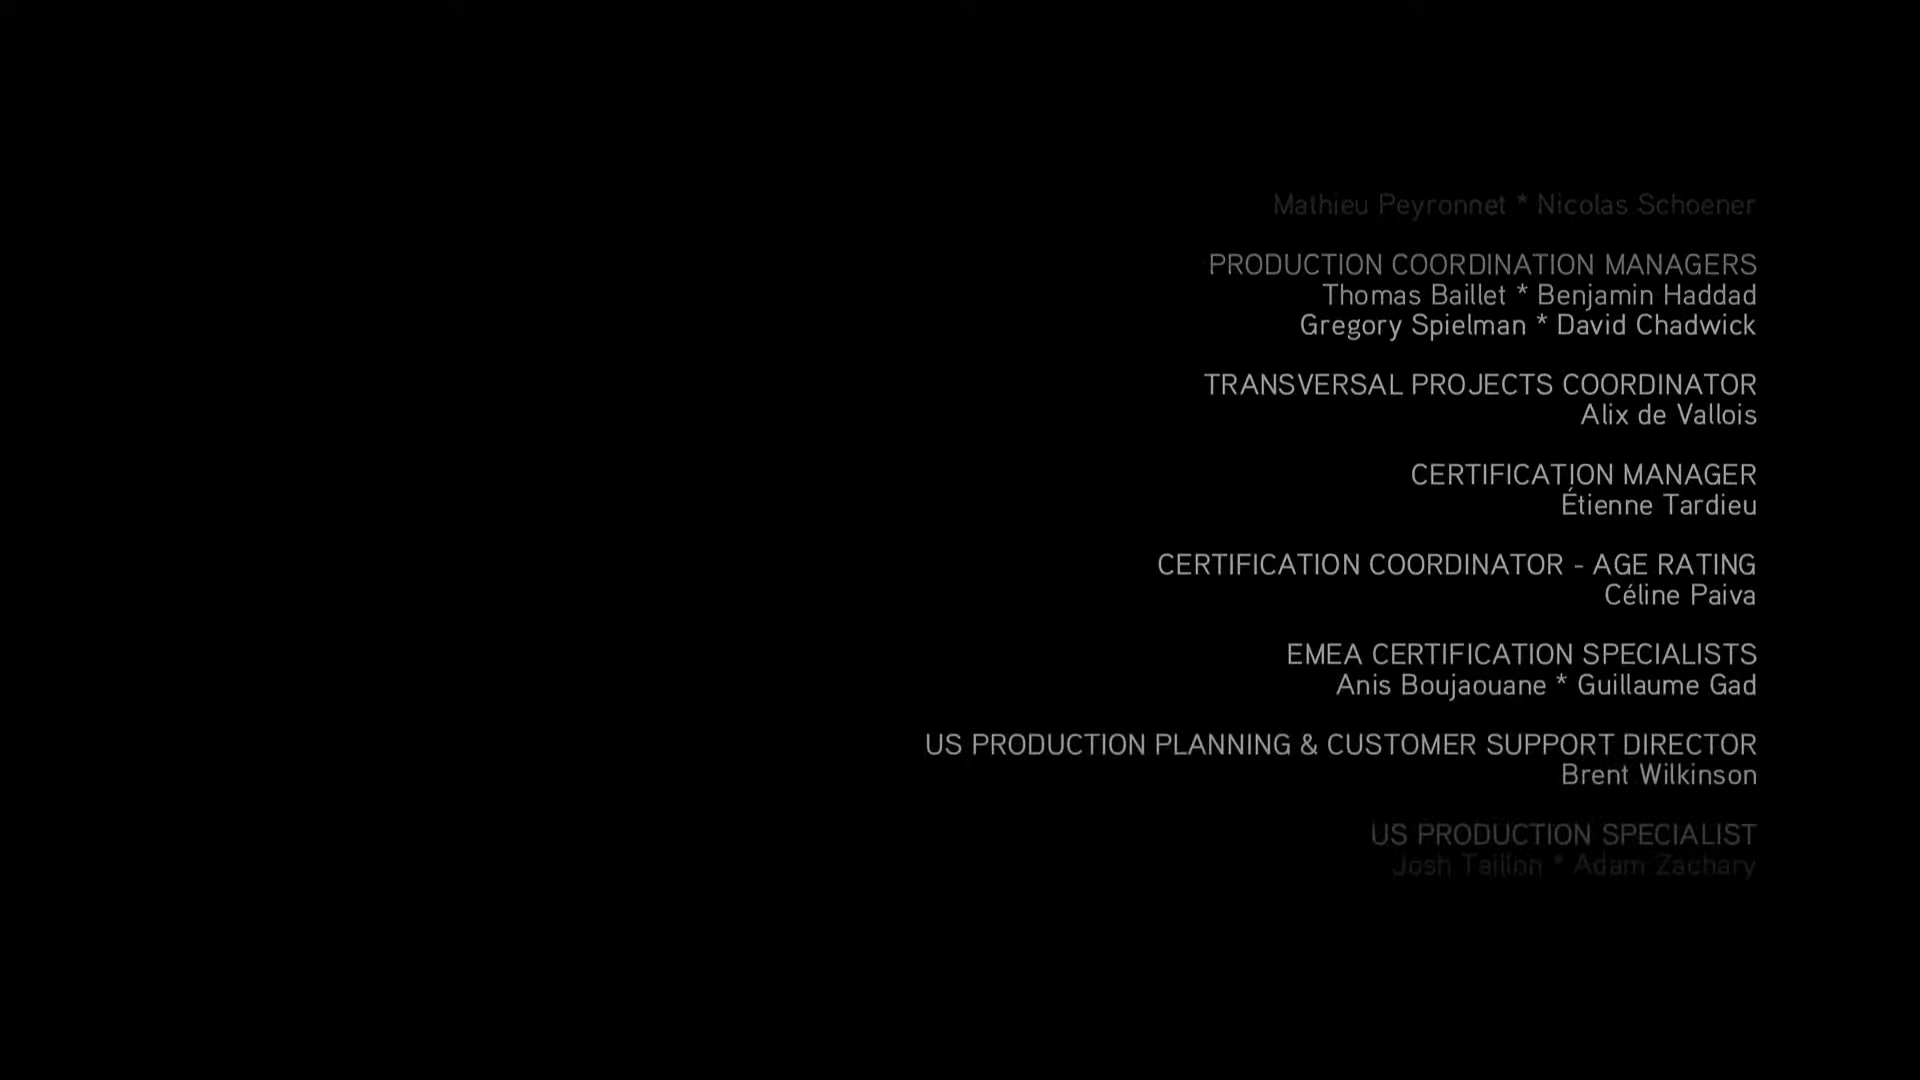 Mathieu Peyronnet * Nicolas Schoener
PRODUCTION COORDINATION MANAGERS
Thomas Baillet * Benjamin Haddad
Gregory Spielman * David Chadwick
TRANSVERSAL PROJECTS COORDINATOR
Alix de Vallois
CERTIFICATION MANAGER
Étienne Tardieu
CERTIFICATION COORDINATOR - AGE RATING
Céline Paiva
EMEA CERTIFICATION SPECIALISTS
Anis Boujaouane * Guillaume Gad
US PRODUCTION PLANNING & CUSTOMER SUPPORT DIRECTOR
Brent Wilkinson
US PRODUCTION SPECIALIST
Josh Taillon * Adam Zachary